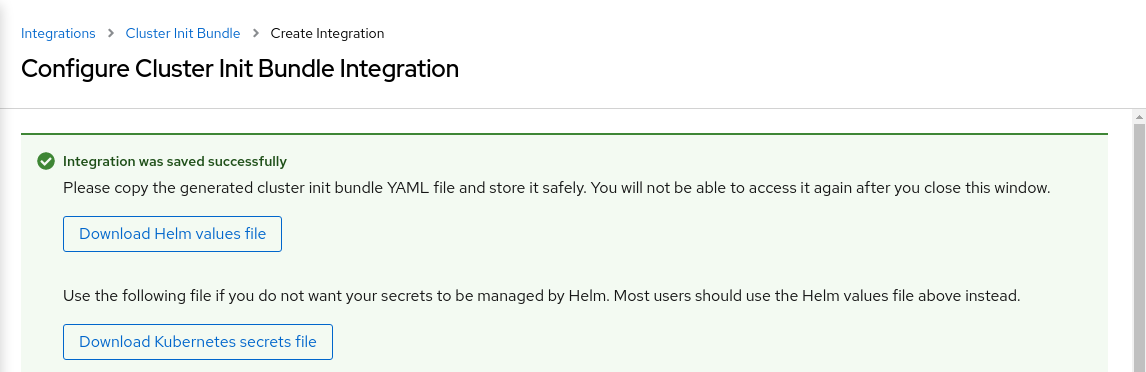 Integrations > Cluster Init Bundle > Create Integration
Configure Cluster Init Bundle Integration
Integration was saved successfully
Please copy the generated cluster init bundle YAML file and store it safely. You will not be able to access it again after you close this window.
Download Helm values file
Use the following file if you do not want your secrets to be managed by Helm. Most users should use the Helm values file above instead.
Download Kubernetes secrets file